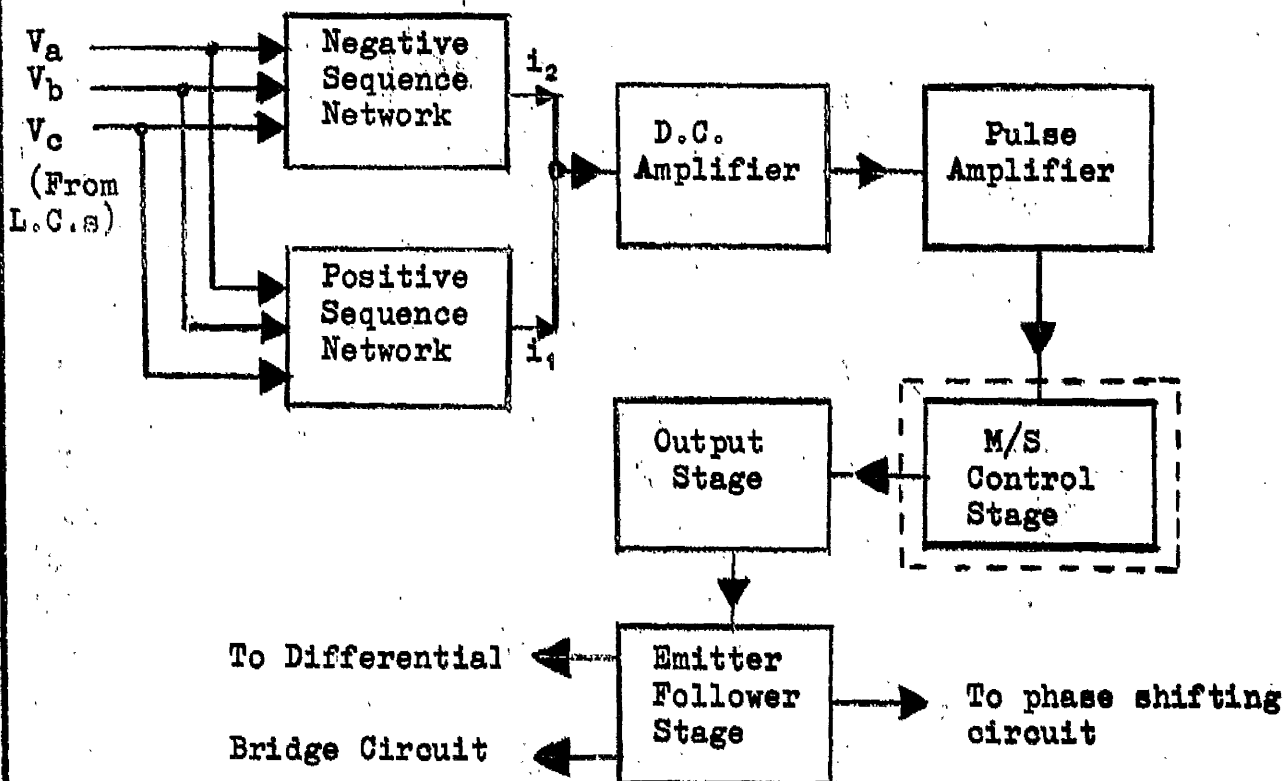 Va
Vb
Vc
(From
L.C.s)
Negative
Sequence
Network
i2
Positive
Sequence
Network
i1
D.C.
Amplifier
Pulse
Amplifier
M/S
Control
Stage
Output
Stage
Emitter
Follower
Stage
To Differential
Bridge Circuit
To phase shifting
circuit